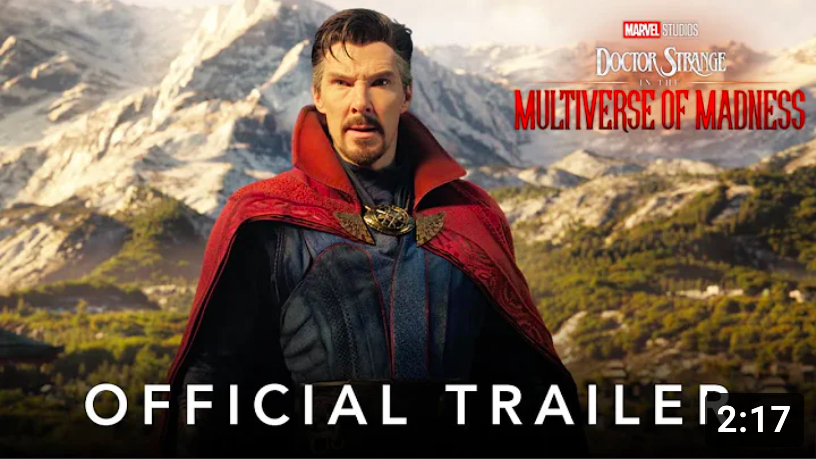 MARVEL STUDIOS
DOCTOR STRANGE
IN THE
MULTIVERSE OF MADNESS
OFFICIAL TRAILER
2:17